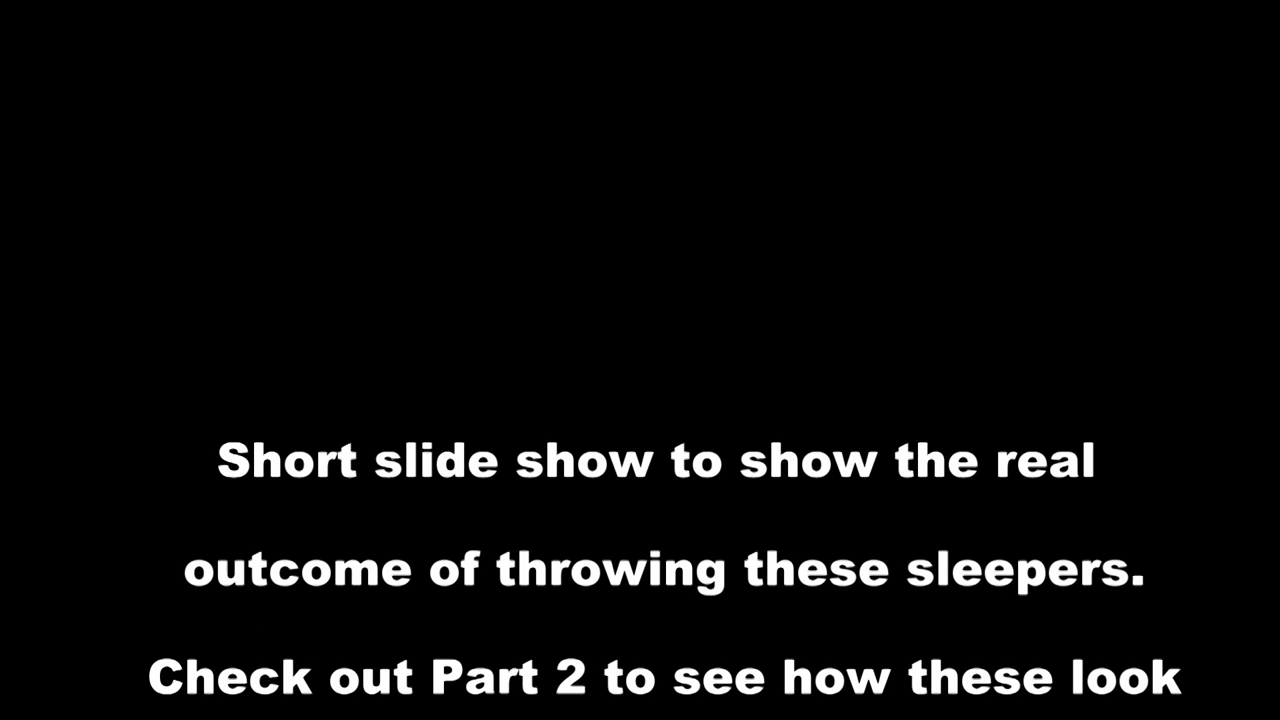 Short slide show to show the real
outcome of throwing these sleepers.
Check out Part 2 to see how these look